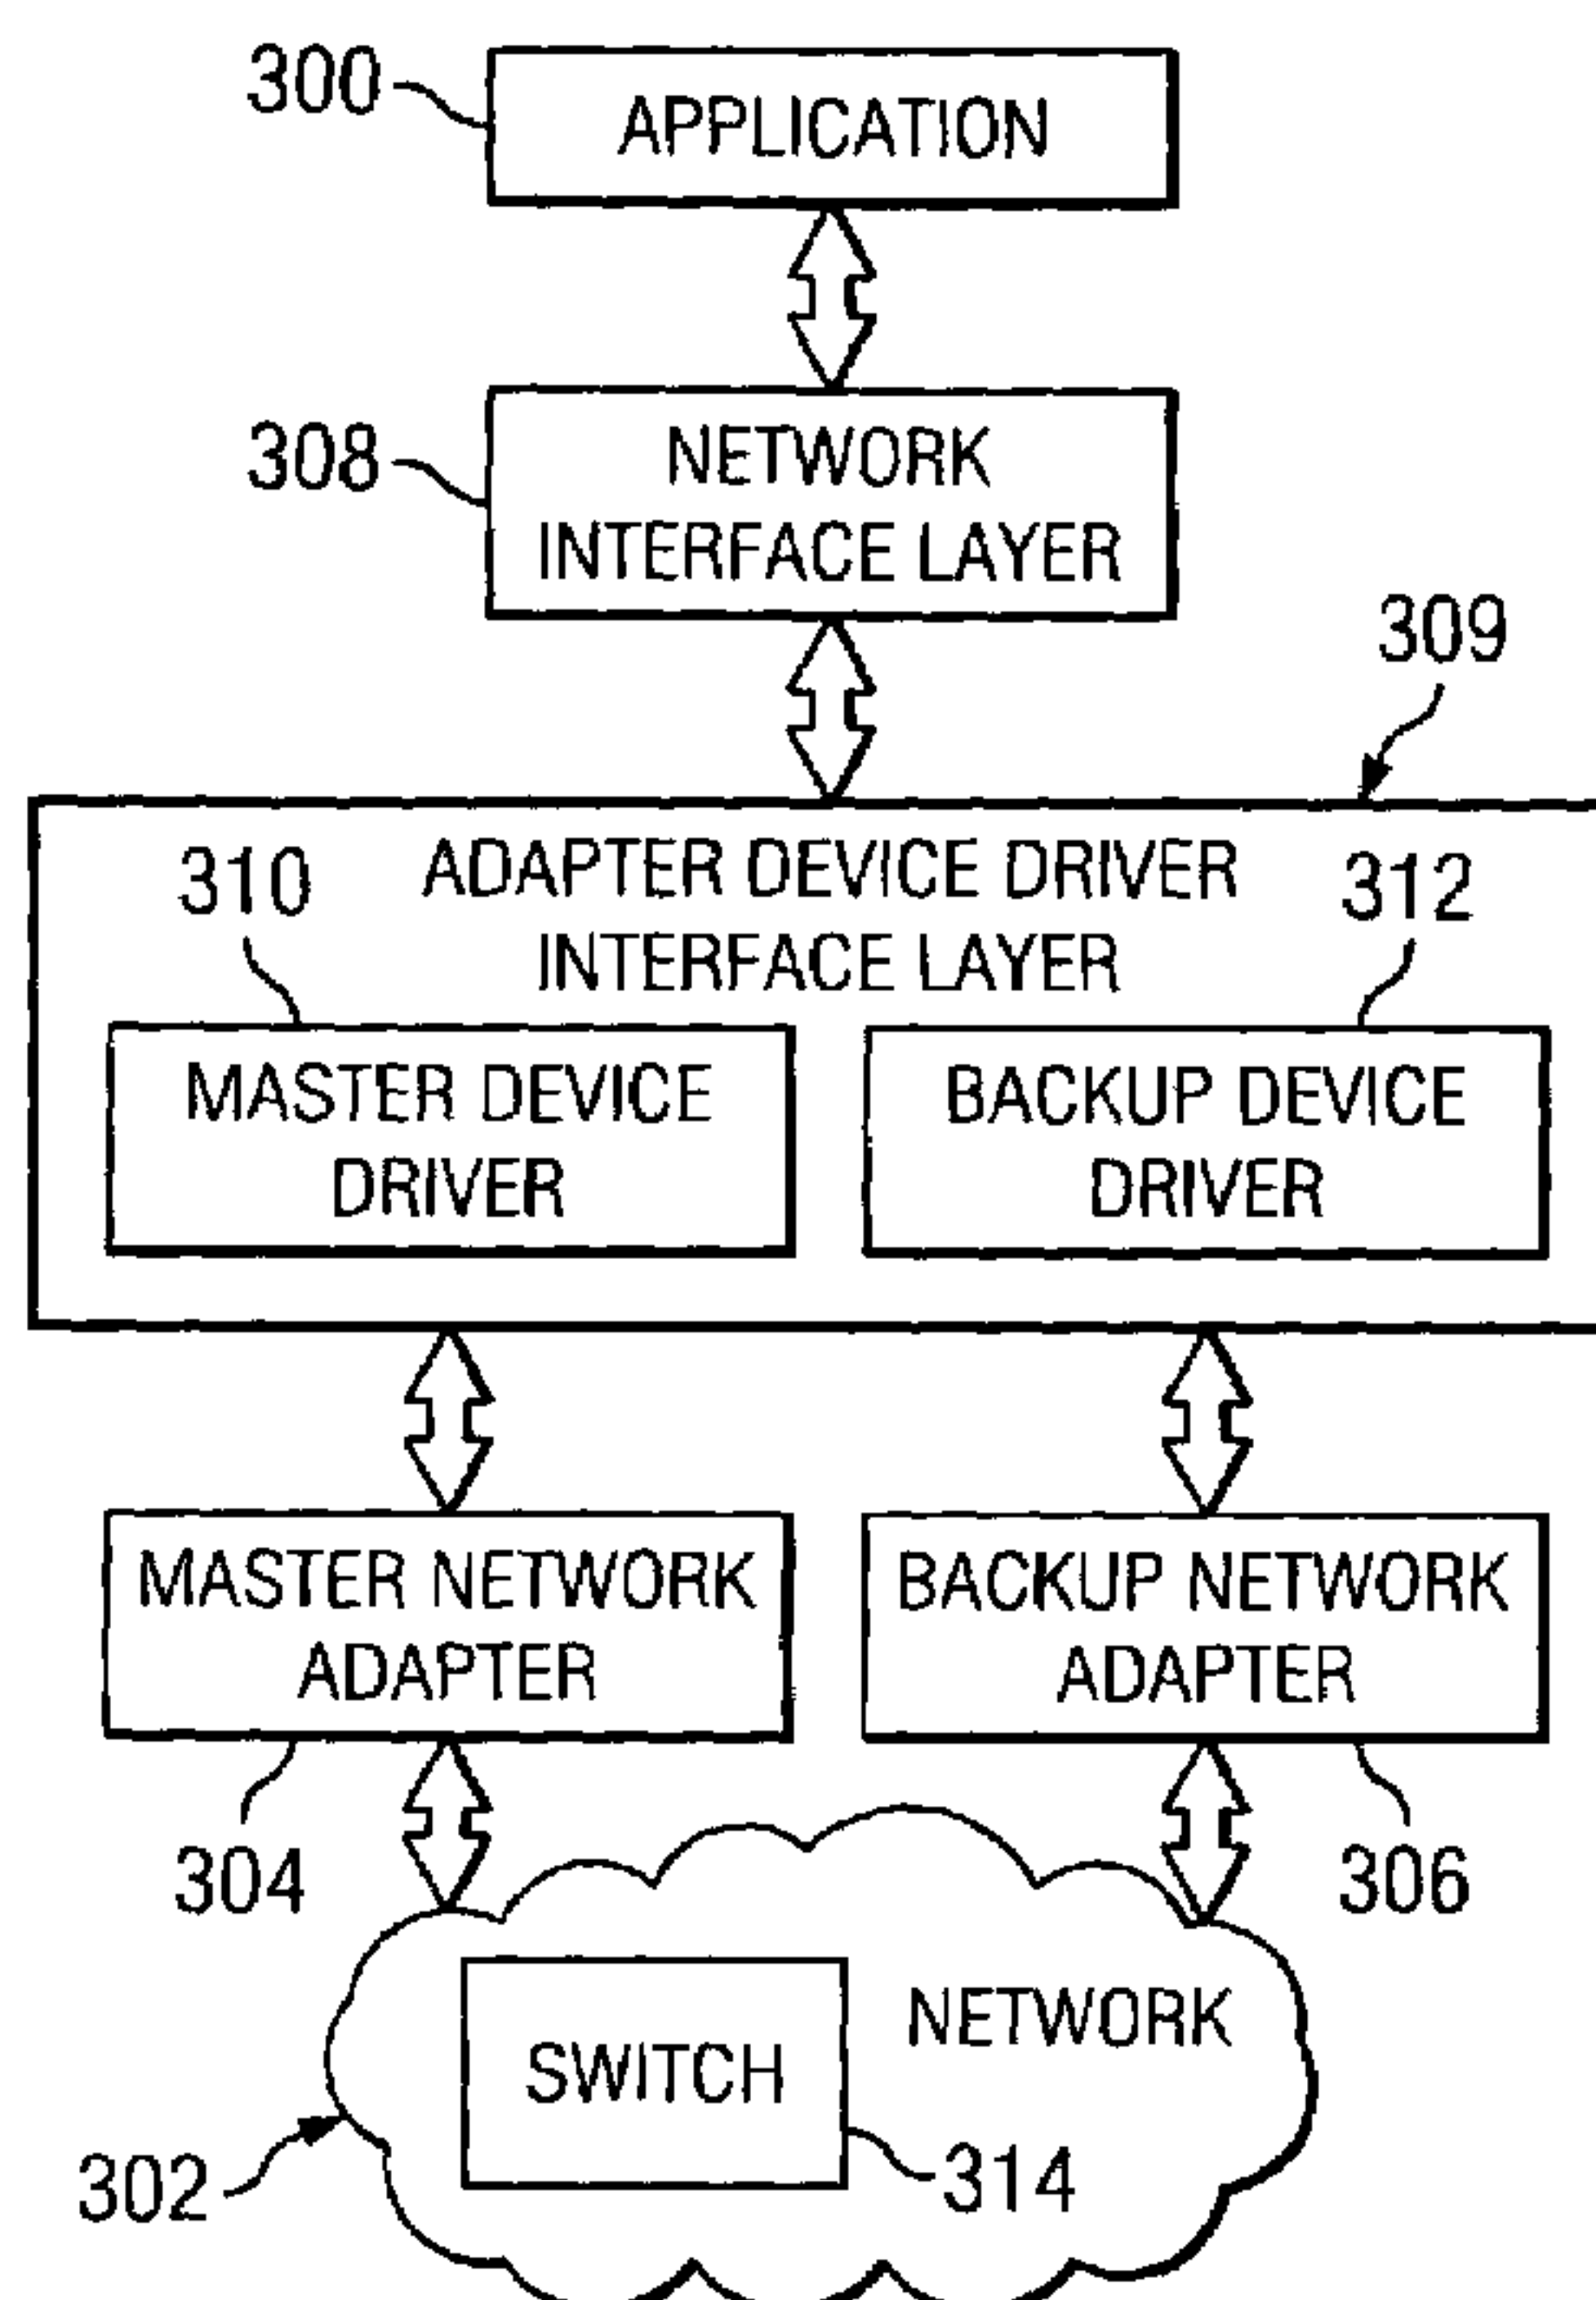 300
APPLICATION
308
NETWORK
INTERFACE LAYER
309
310
ADAPTER DEVICE DRIVER
INTERFACE LAYER
312
MASTER DEVICE
DRIVER
BACKUP DEVICE
DRIVER
MASTER NETWORK
ADAPTER
BACKUP NETWORK
ADAPTER
304
306
NETWORK
SWITCH
302
314